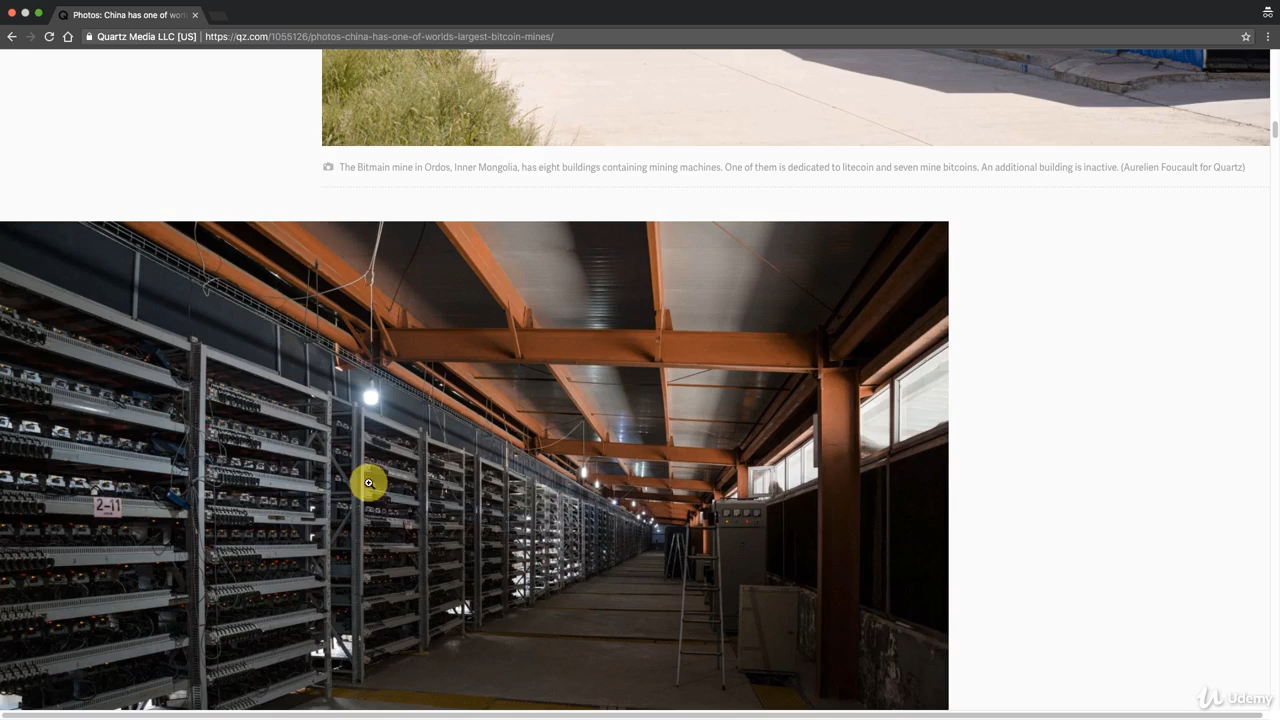 Photos: China has one of worl
Quartz Media LLC [US] | https://qz.com/1055126/photos-china-has-one-of-worlds-largest-bitcoin-mines/
The Bitmain mine in Ordos, Inner Mongolia, has eight buildings containing mining machines. One of them is dedicated to litecoin and seven mine bitcoins. An additional building is inactive. (Aurelien Foucault for Quartz)
2-11
Udemy